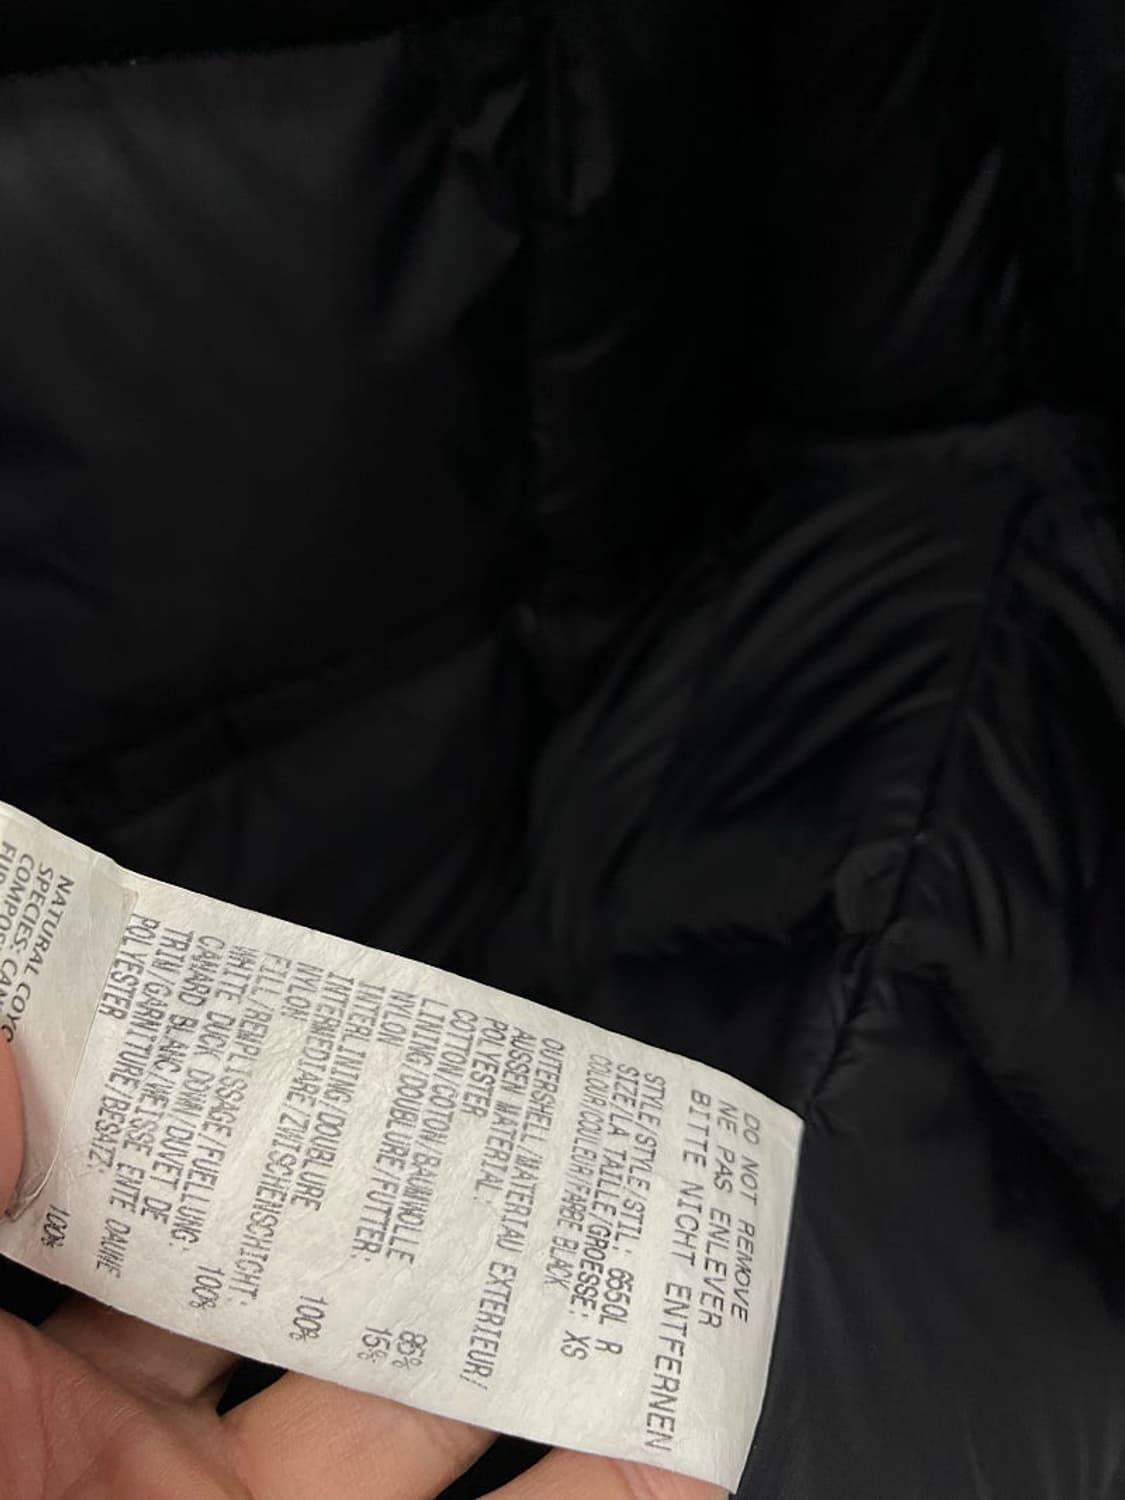 DO NOT REMOVE
NE PAS ENLEVER
BITTE NICHT ENTFERNEN
STYLE/STYLE/STIL: 6550L R
SIZE/LA TAILLE/GROESSE: XS
COLOUR/COULEUR/FARBE BLACK
OUTERSHELL/MATERIAU EXTERIEUR/
AUSSEN MATERIAL:
POLYESTER 85%
COTTON/COTON/BAUMWOLLE 15%
LINING/DOUBLURE/FUTTER:
NYLON 100%
INTERLINING/DOUBLURE
INTERMEDIARE/ZWISCHENSCHICHT:
NYLON 100%
FILL/REMPLISSAGE/FUELLUNG:
WHITE DUCK DOWN/DUVET DE
CANARD BLANC/WEISSE ENTE DAUNE
TRIM/GARNITURE/BESATZ:
POLYESTER 100%
NATURAL COYO
SPECIES: CAN
COMPOS
FUR